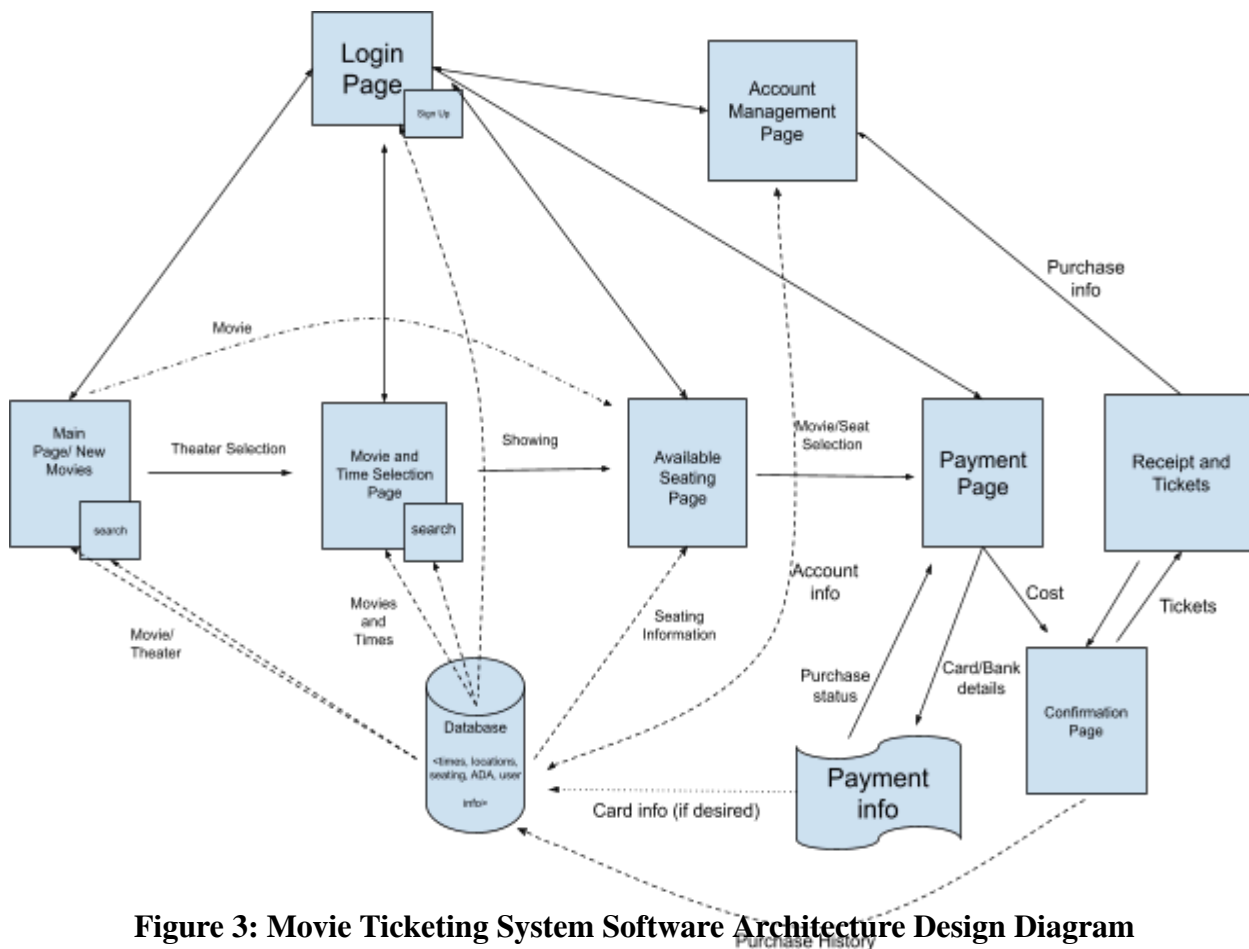 Login
Page
Sign Up
Account
Management
Page
Purchase
info
Movie
Main
Page/ New
Movies
search
Theater Selection
Movie and
Time Selection
Page
search
Showing
Available
Seating
Page
Movie/Seat
Selection
Payment
Page
Receipt and
Tickets
Movie/
Theater
Movies
and
Times
Seating
Information
Account
info
Cost
Tickets
Purchase
status
Card/Bank
details
Confirmation
Page
Database
<times, locations,
seating, ADA, user
info>
Card info (if desired)
Payment
info
Figure 3: Movie Ticketing System Software Architecture Design Diagram
Purchase History